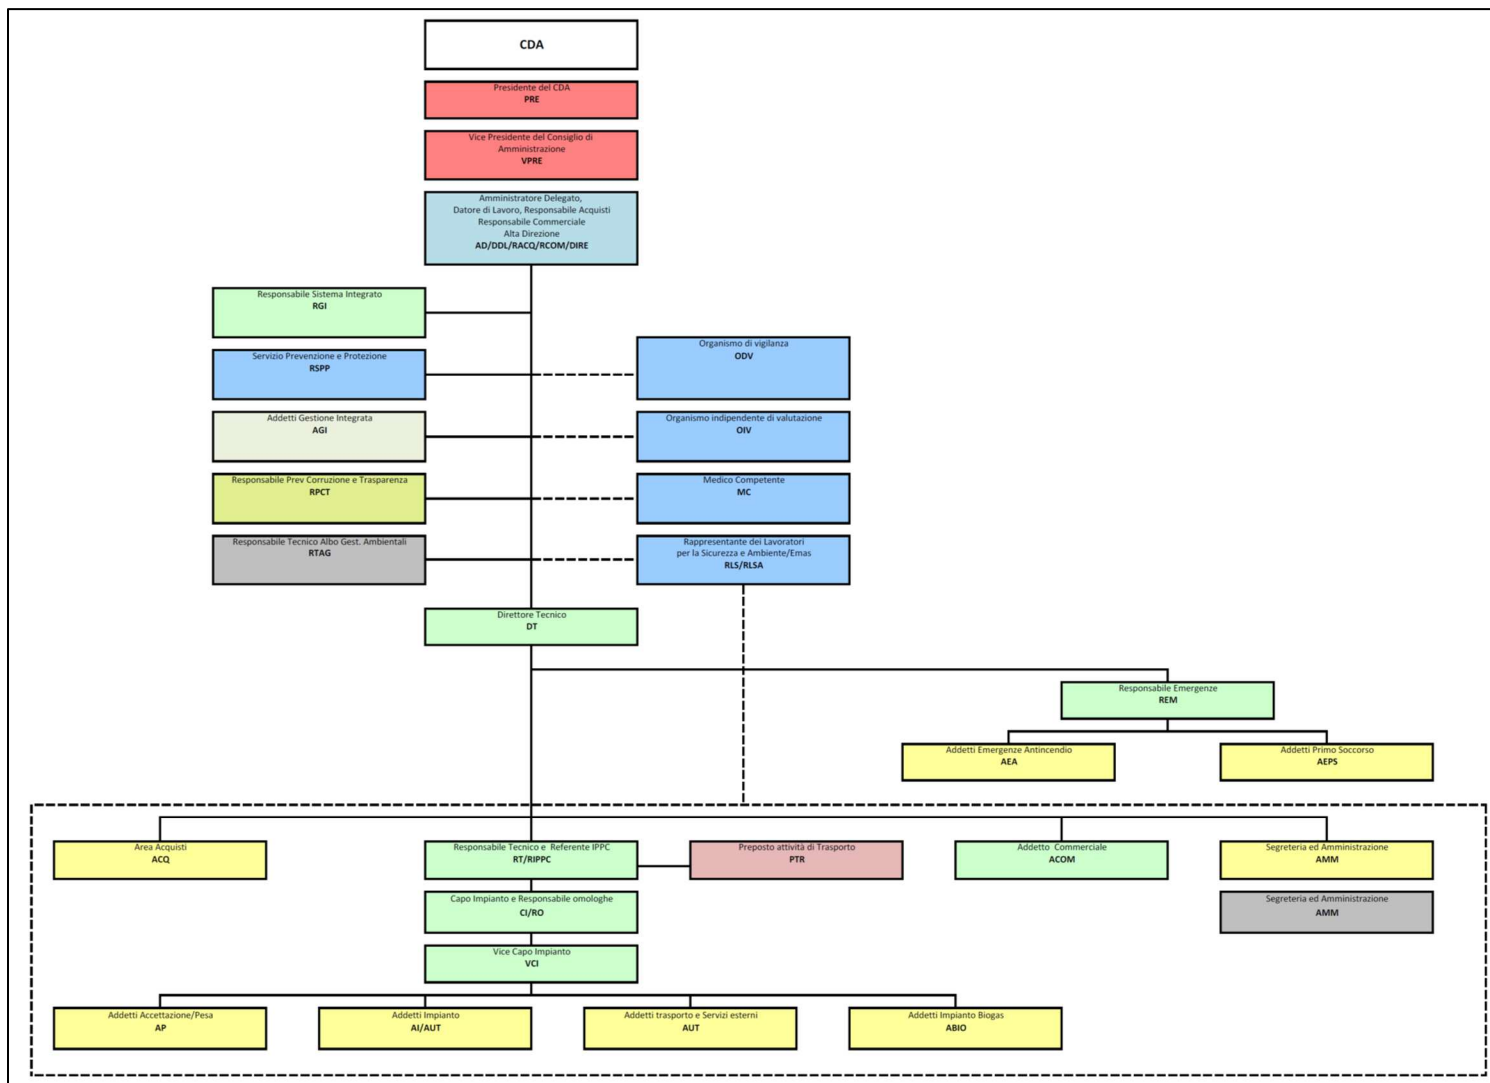 CDA
Presidente del CDA
PRE
Vice Presidente del Consiglio di
Amministrazione
VPRE
Amministratore Delegato,
Datore di Lavoro, Responsabile Acquisti
Responsabile Commerciale
Alta Direzione
AD/DDL/RACQ/RCOM/DIRE
Responsabile Sistema Integrato
RGI
Servizio Prevenzione e Protezione
RSPP
Organismo di vigilanza
ODV
Addetti Gestione Integrata
AGI
Organismo indipendente di valutazione
OIV
Responsabile Prev Corruzione e Trasparenza
RPCT
Medico Competente
MC
Responsabile Tecnico Albo Gest. Ambientali
RTAG
Rappresentante dei Lavoratori
per la Sicurezza e Ambiente/Emas
RLS/RLSA
Direttore Tecnico
DT
Responsabile Emergenze
REM
Addetti Emergenze Antincendio
AEA
Addetti Primo Soccorso
AEPS
Area Acquisti
ACQ
Responsabile Tecnico e Referente IPPC
RT/RIPPC
Preposto attività di Trasporto
PTR
Addetto Commerciale
ACOM
Segreteria ed Amministrazione
AMM
Capo Impianto e Responsabile omologhe
CI/RO
Segreteria ed Amministrazione
AMM
Vice Capo Impianto
VCI
Addetti Accettazione/Pesa
AP
Addetti Impianto
AI/AUT
Addetti trasporto e Servizi esterni
AUT
Addetti Impianto Biogas
ABIO